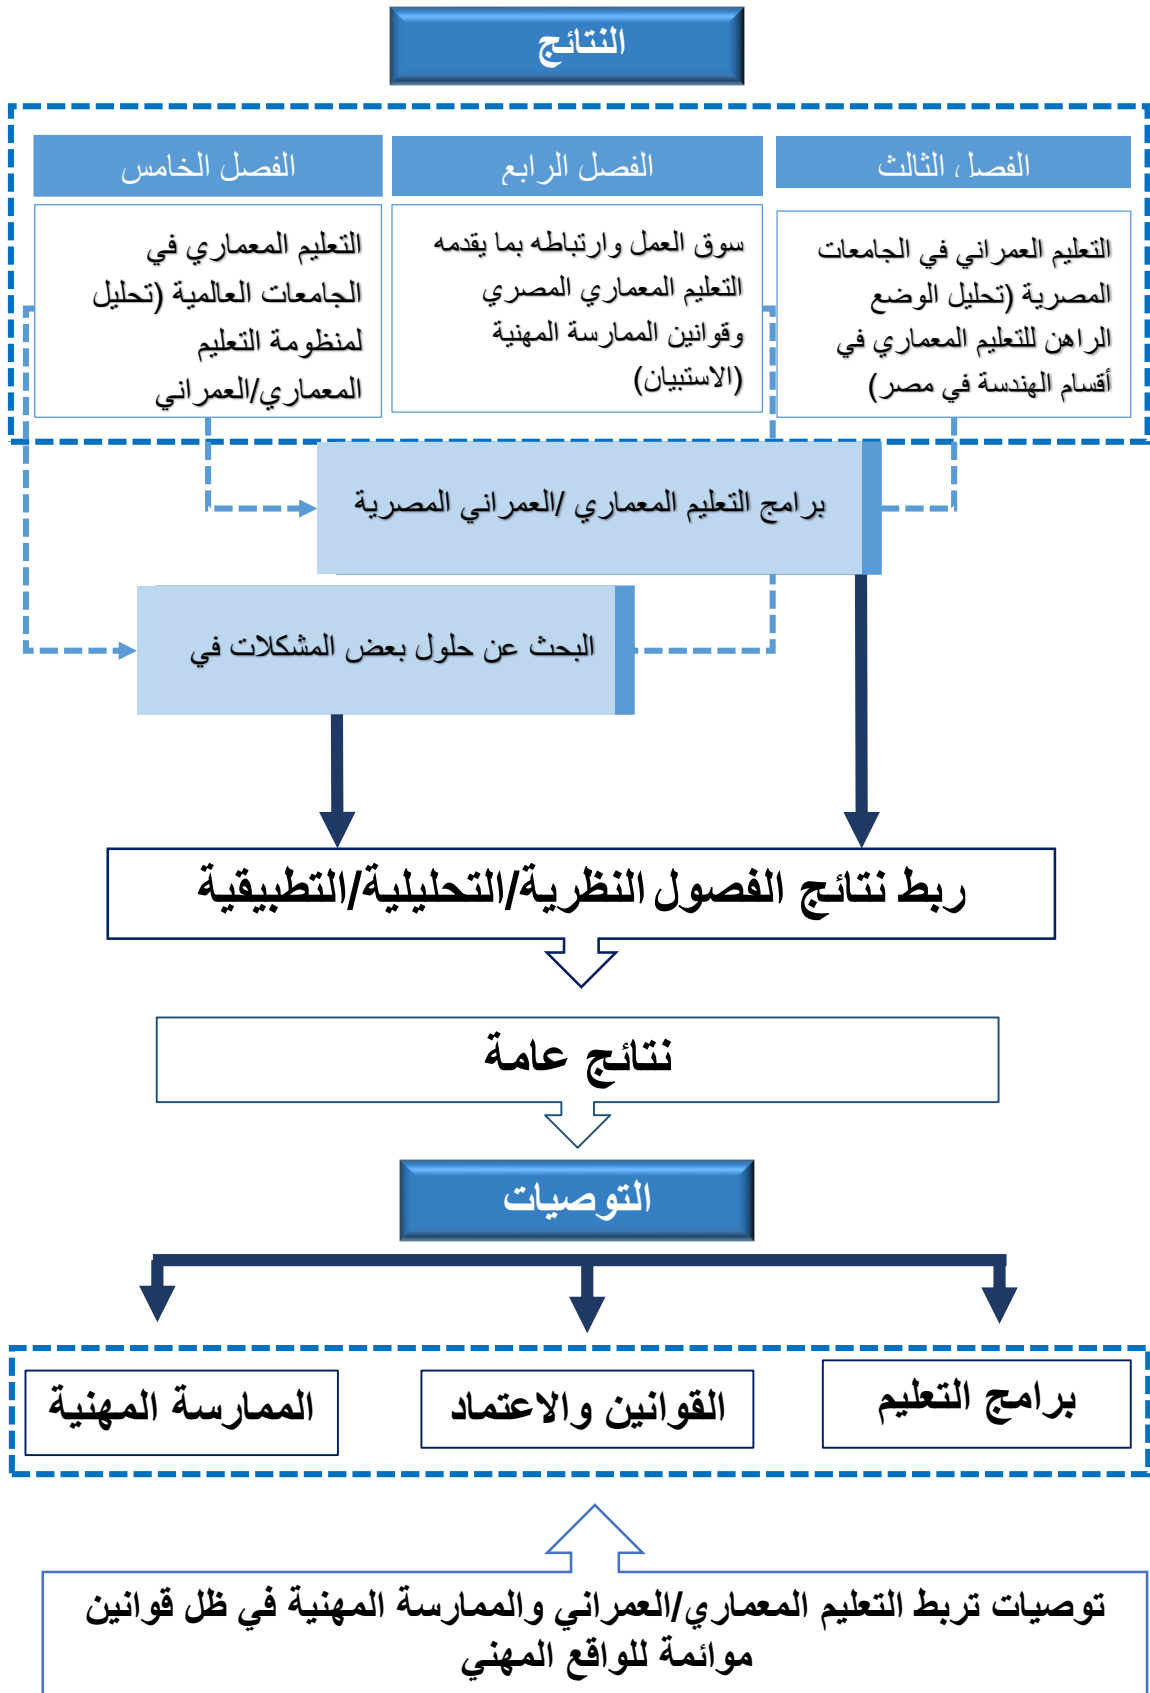 النتائج
الفصل الثالث
التعليم العمراني في الجامعات
المصرية (تحليل الوضع
الراهن للتعليم المعماري في
أقسام الهندسة في مصر)
الفصل الرابع
سوق العمل وارتباطه بما يقدمه
التعليم المعماري المصري
وقوانين الممارسة المهنية
(الاستبيان)
الفصل الخامس
التعليم المعماري في
الجامعات العالمية (تحليل
لمنظومة التعليم
المعماري/العمراني
برامج التعليم المعماري /العمراني المصرية
البحث عن حلول بعض المشكلات في
ربط نتائج الفصول النظرية/التحليلية/التطبيقية
نتائج عامة
التوصيات
برامج التعليم
القوانين والاعتماد
الممارسة المهنية
توصيات تربط التعليم المعماري/العمراني والممارسة المهنية في ظل قوانين
موائمة للواقع المهني